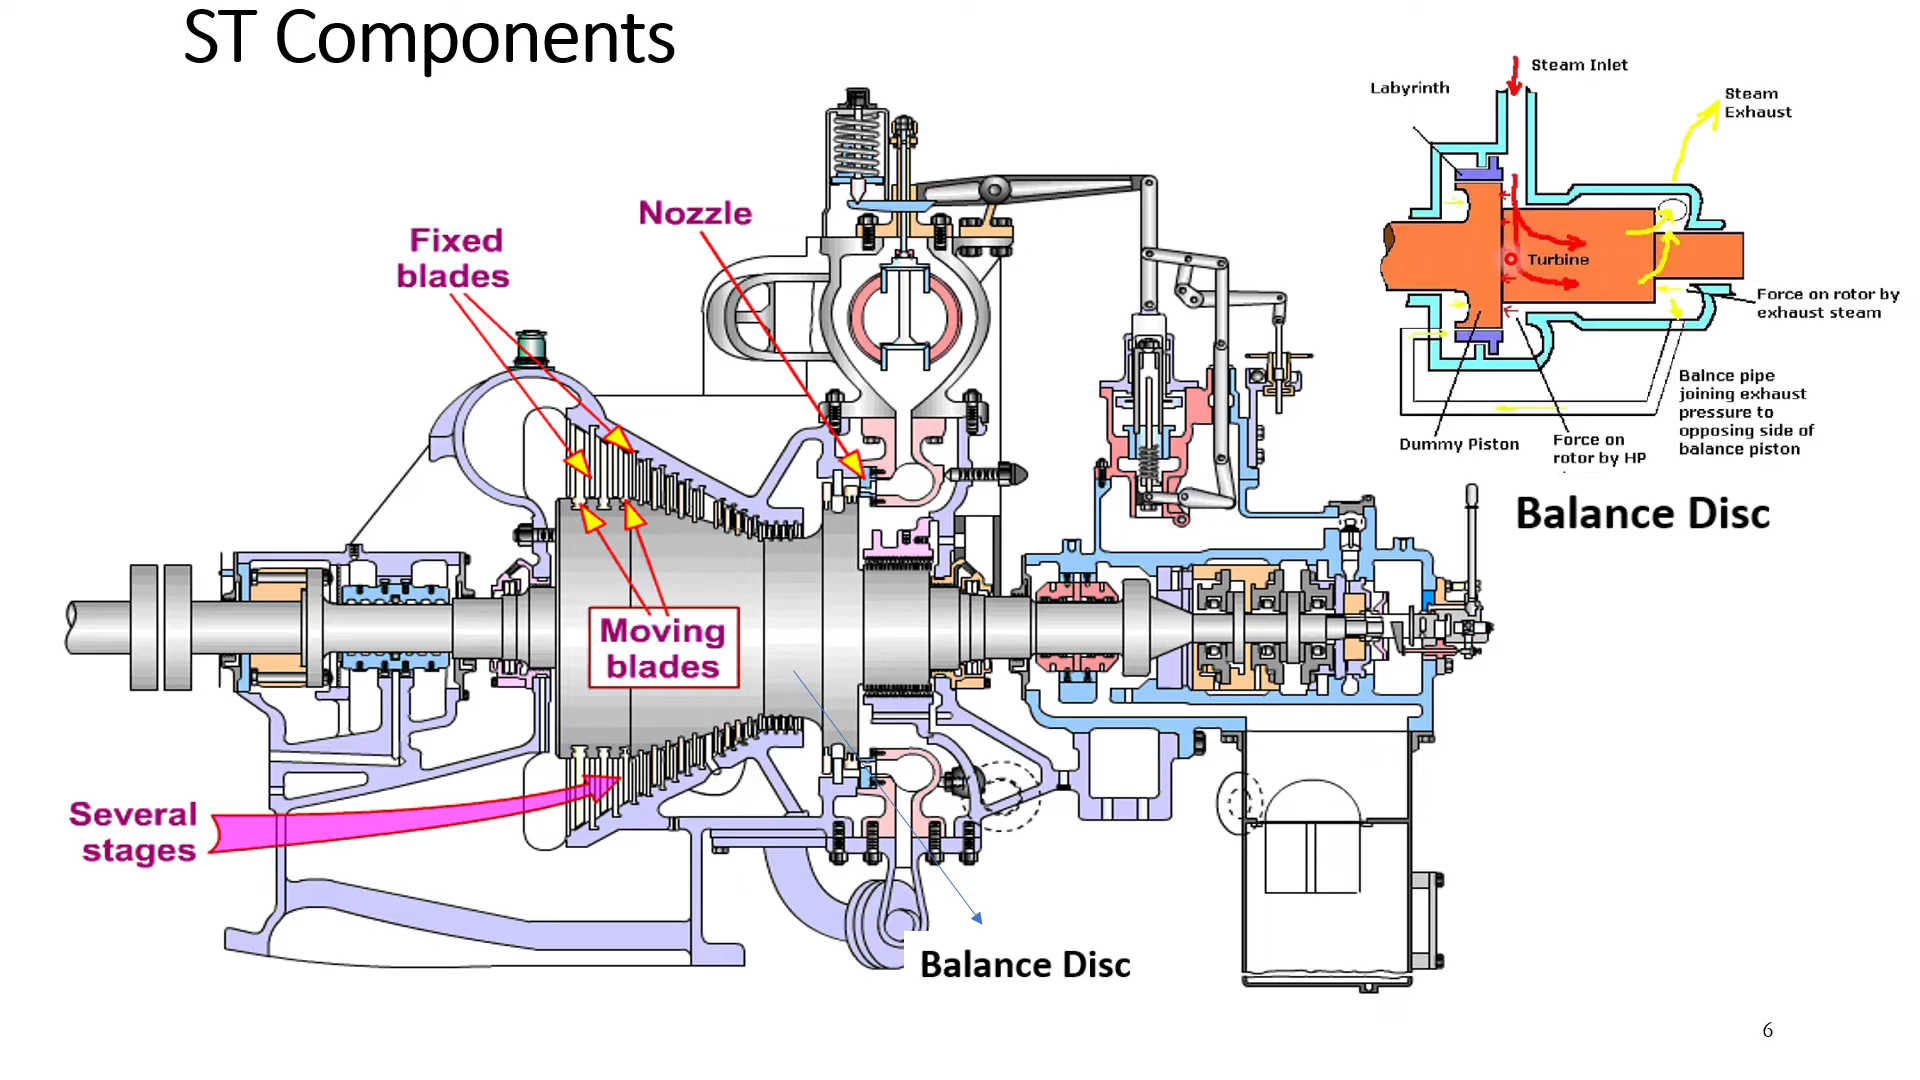 ST Components
Steam Inlet
Labyrinth
Steam
Exhaust
Nozzle
Fixed
blades
Turbine
Force on rotor by
exhaust steam
Balnce pipe
joining exhaust
pressure to
opposing side of
balance piston
Dummy Piston
Force on
rotor by HP
Balance Disc
Moving
blades
Several
stages
Balance Disc
6